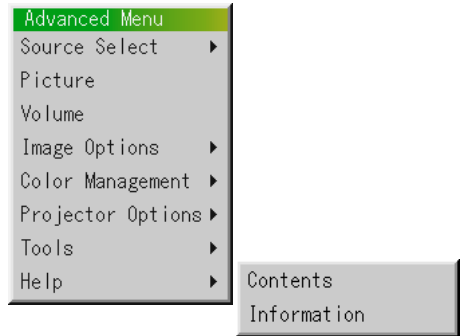 Advanced Menu
Source Select
Picture
Volume
Image Options
Color Management
Projector Options
Tools
Help
Contents
Information